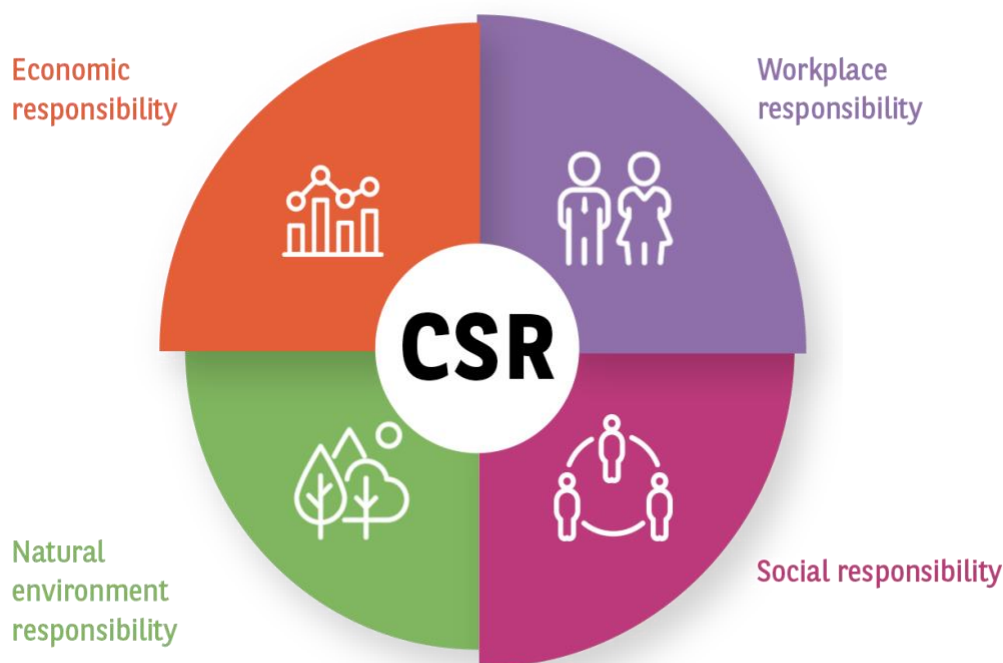 Economic
responsibility
Workplace
responsibility
CSR
Natural
environment
responsibility
Social responsibility